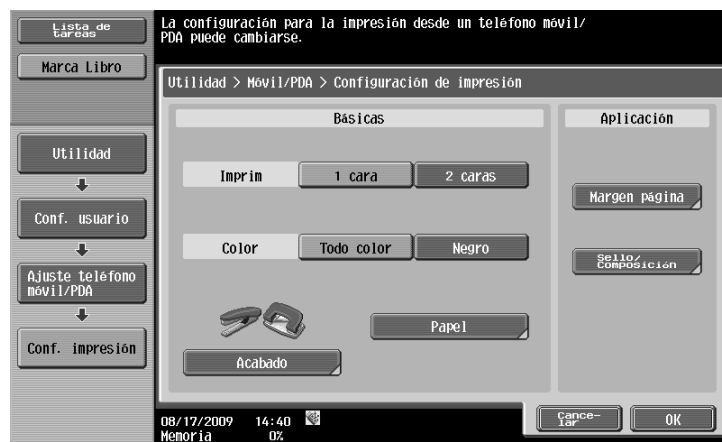 Lista de
tareas
Marca Libro
La configuración para la impresión desde un teléfono móvil/
PDA puede cambiarse.
Utilidad > Móvil/PDA > Configuración de impresión
Básicas
Aplicación
Utilidad
Conf. usuario
Ajuste teléfono
móvil/PDA
Conf. impresión
Imprim
1 cara
2 caras
Color
Todo color
Negro
Papel
Acabado
Margen página
Sello/
Composición
08/17/2009 14:40
Memoria 0%
Cance-
lar
OK